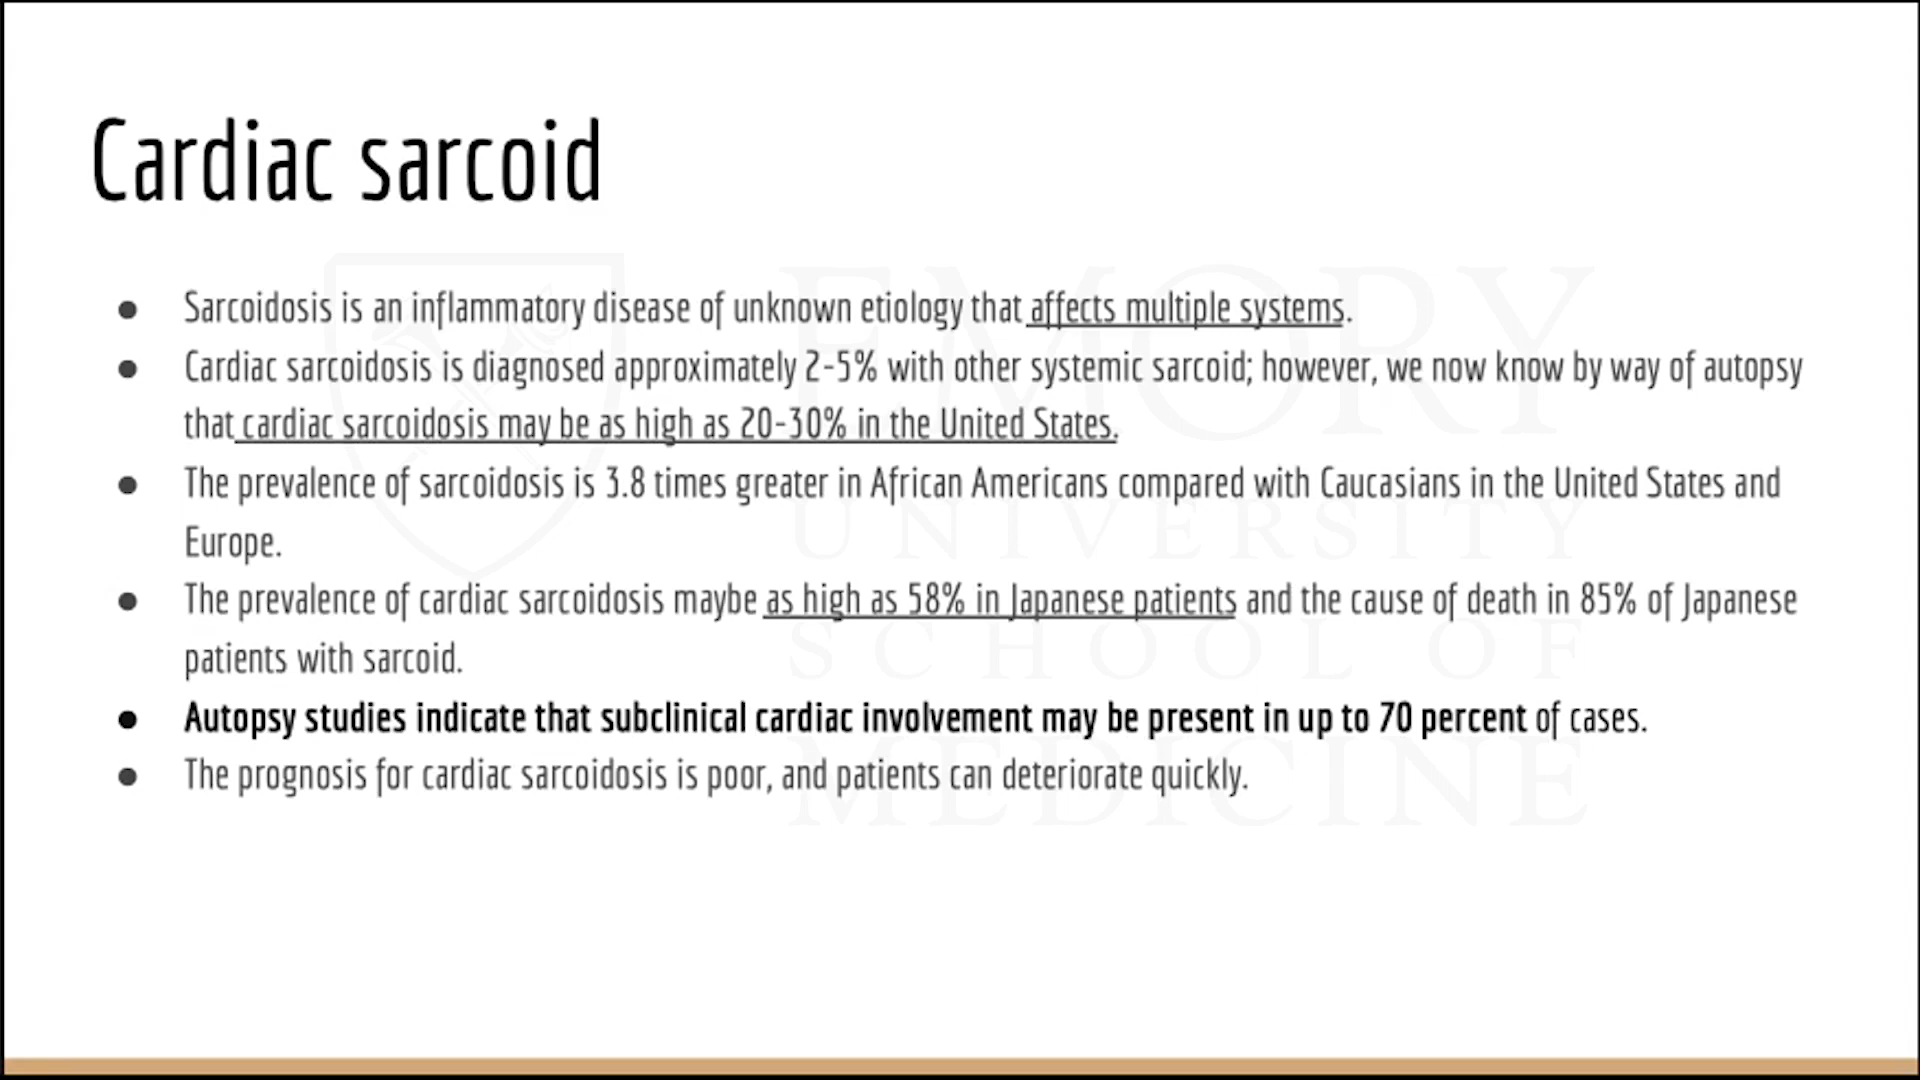 Cardiac sarcoid
● Sarcoidosis is an inflammatory disease of unknown etiology that affects multiple systems.
● Cardiac sarcoidosis is diagnosed approximately 2-5% with other systemic sarcoid; however, we now know by way of autopsy
that cardiac sarcoidosis may be as high as 20-30% in the United States.
● The prevalence of sarcoidosis is 3.8 times greater in African Americans compared with Caucasians in the United States and
Europe.
● The prevalence of cardiac sarcoidosis maybe as high as 58% in Japanese patients and the cause of death in 85% of Japanese
patients with sarcoid.
● Autopsy studies indicate that subclinical cardiac involvement may be present in up to 70 percent of cases.
● The prognosis for cardiac sarcoidosis is poor, and patients can deteriorate quickly.
EMORY
UNIVERSITY
SCHOOL OF
MEDICINE